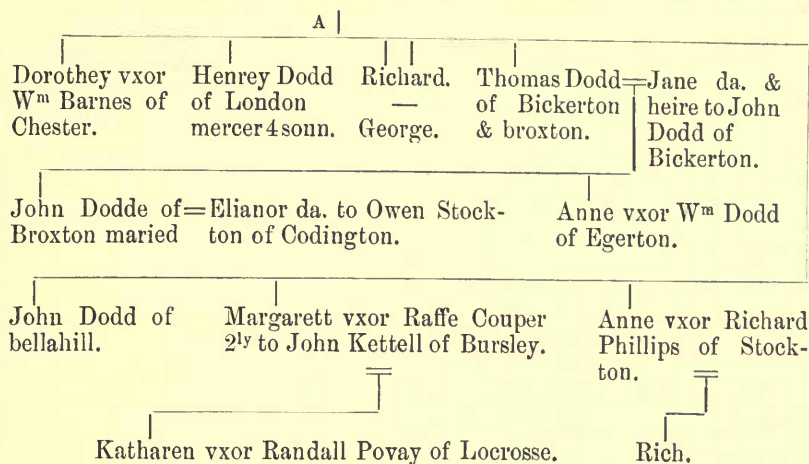 A
Dorothey vxor
Wm Barnes of
Chester.
Henrey Dodd
of London
mercer 4 sonn.
Richard.
—
George.
Thomas Dodd
of Bickerton
& broxton.
=
Jane da. &
heire to John
Dodd of
Bickerton.
John Dodde of = Elianor da. to Owen Stock-
Broxton maried ton of Codington.
Anne vxor Wm Dodd
of Egerton.
John Dodd of
bellahill.
Margarett vxor Raffe Couper
2ly to John Kettell of Bursley.
Anne vxor Richard
Phillips of Stock-
ton.
Katharen vxor Randall Povay of Locrosse.
Rich.